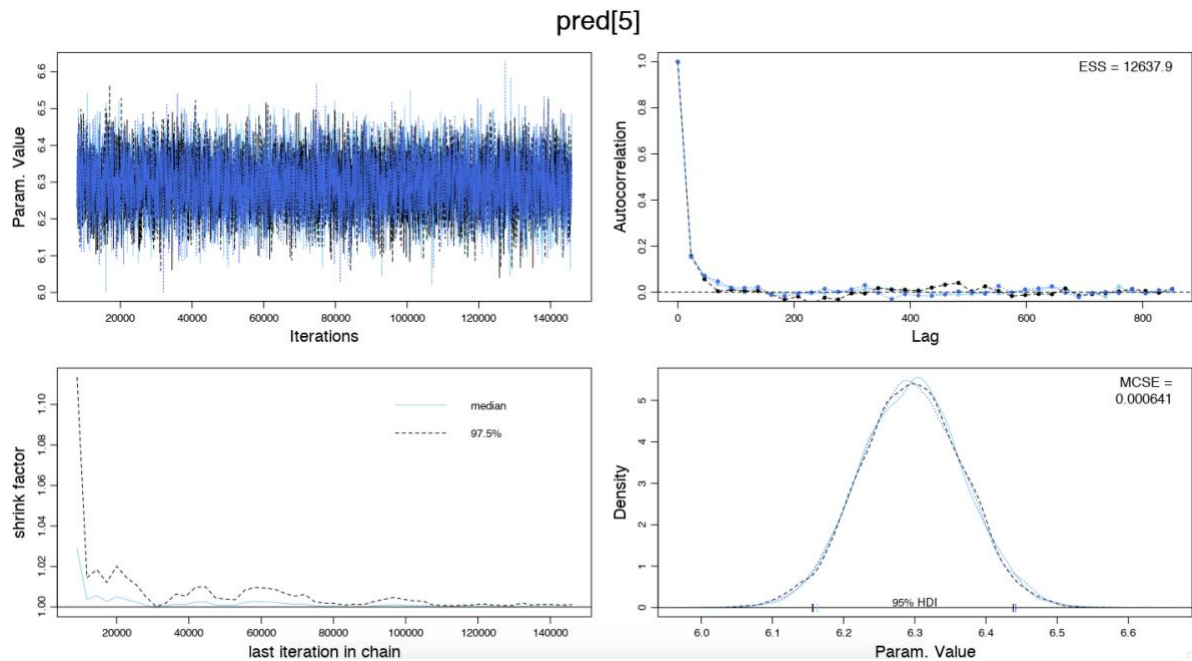 pred[5]
Param. Value
6.6
6.5
6.4
6.3
6.2
6.1
6.0
20000 40000 60000 80000 100000 120000 140000
Iterations
Autocorrelation
1.0
0.8
0.6
0.4
0.2
0.0
ESS = 12637.9
0 200 400 600 800
Lag
shrink factor
1.10
1.08
1.06
1.04
1.02
1.00
median
97.5%
20000 40000 60000 80000 100000 120000 140000
last iteration in chain
Density
5
4
3
2
1
0
MCSE =
0.000641
95% HDI
6.0 6.1 6.2 6.3 6.4 6.5 6.6
Param. Value